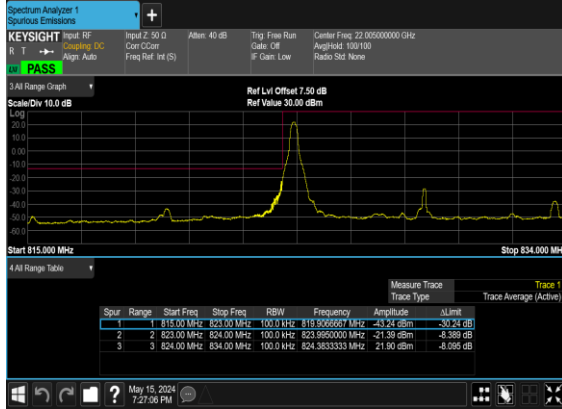 Spectrum Analyzer 1
Spurious Emissions
KEYSIGHT Input: RF Input Z: 50 Ω Atten: 40 dB Trig: Free Run Center Freq: 22.005000000 GHz
R T Coupling: DC Corr CCorr Gate: Off Avg|Hold: 100/100
Align: Auto Freq Ref: Int (S) IF Gain: Low Radio Std: None
PASS
3 All Range Graph
Ref Lvl Offset 7.50 dB
Scale/Div 10.0 dB Ref Value 30.00 dBm
Log
20.0
10.0
0.00
-10.0
-20.0
-30.0
-40.0
-50.0
-60.0
Start 815.000 MHz Stop 834.000 MH
4 All Range Table
Measure Trace Trace 1
Trace Type Trace Average (Active)
Spur Range Start Freq Stop Freq RBW Frequency Amplitude ΔLimit
1 1 815.00 MHz 823.00 MHz 100.0 kHz 819.9066667 MHz -43.24 dBm -30.24 dB
2 2 823.00 MHz 824.00 MHz 100.0 kHz 823.9950000 MHz -21.39 dBm -8.389 dB
3 3 824.00 MHz 834.00 MHz 100.0 kHz 824.3833333 MHz 21.90 dBm -8.095 dB
? May 15, 2024
7:27:06 PM